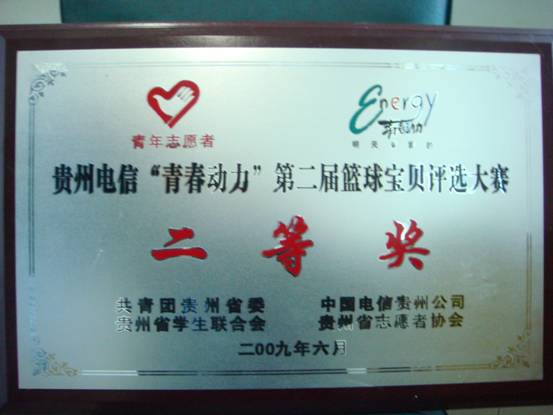 青年志愿者
Energy
贵州电信“青春动力”第二届篮球宝贝评选大赛
二等奖
共青团贵州省委 中国电信贵州公司
贵州省学生联合会 贵州省志愿者协会
二00九年六月